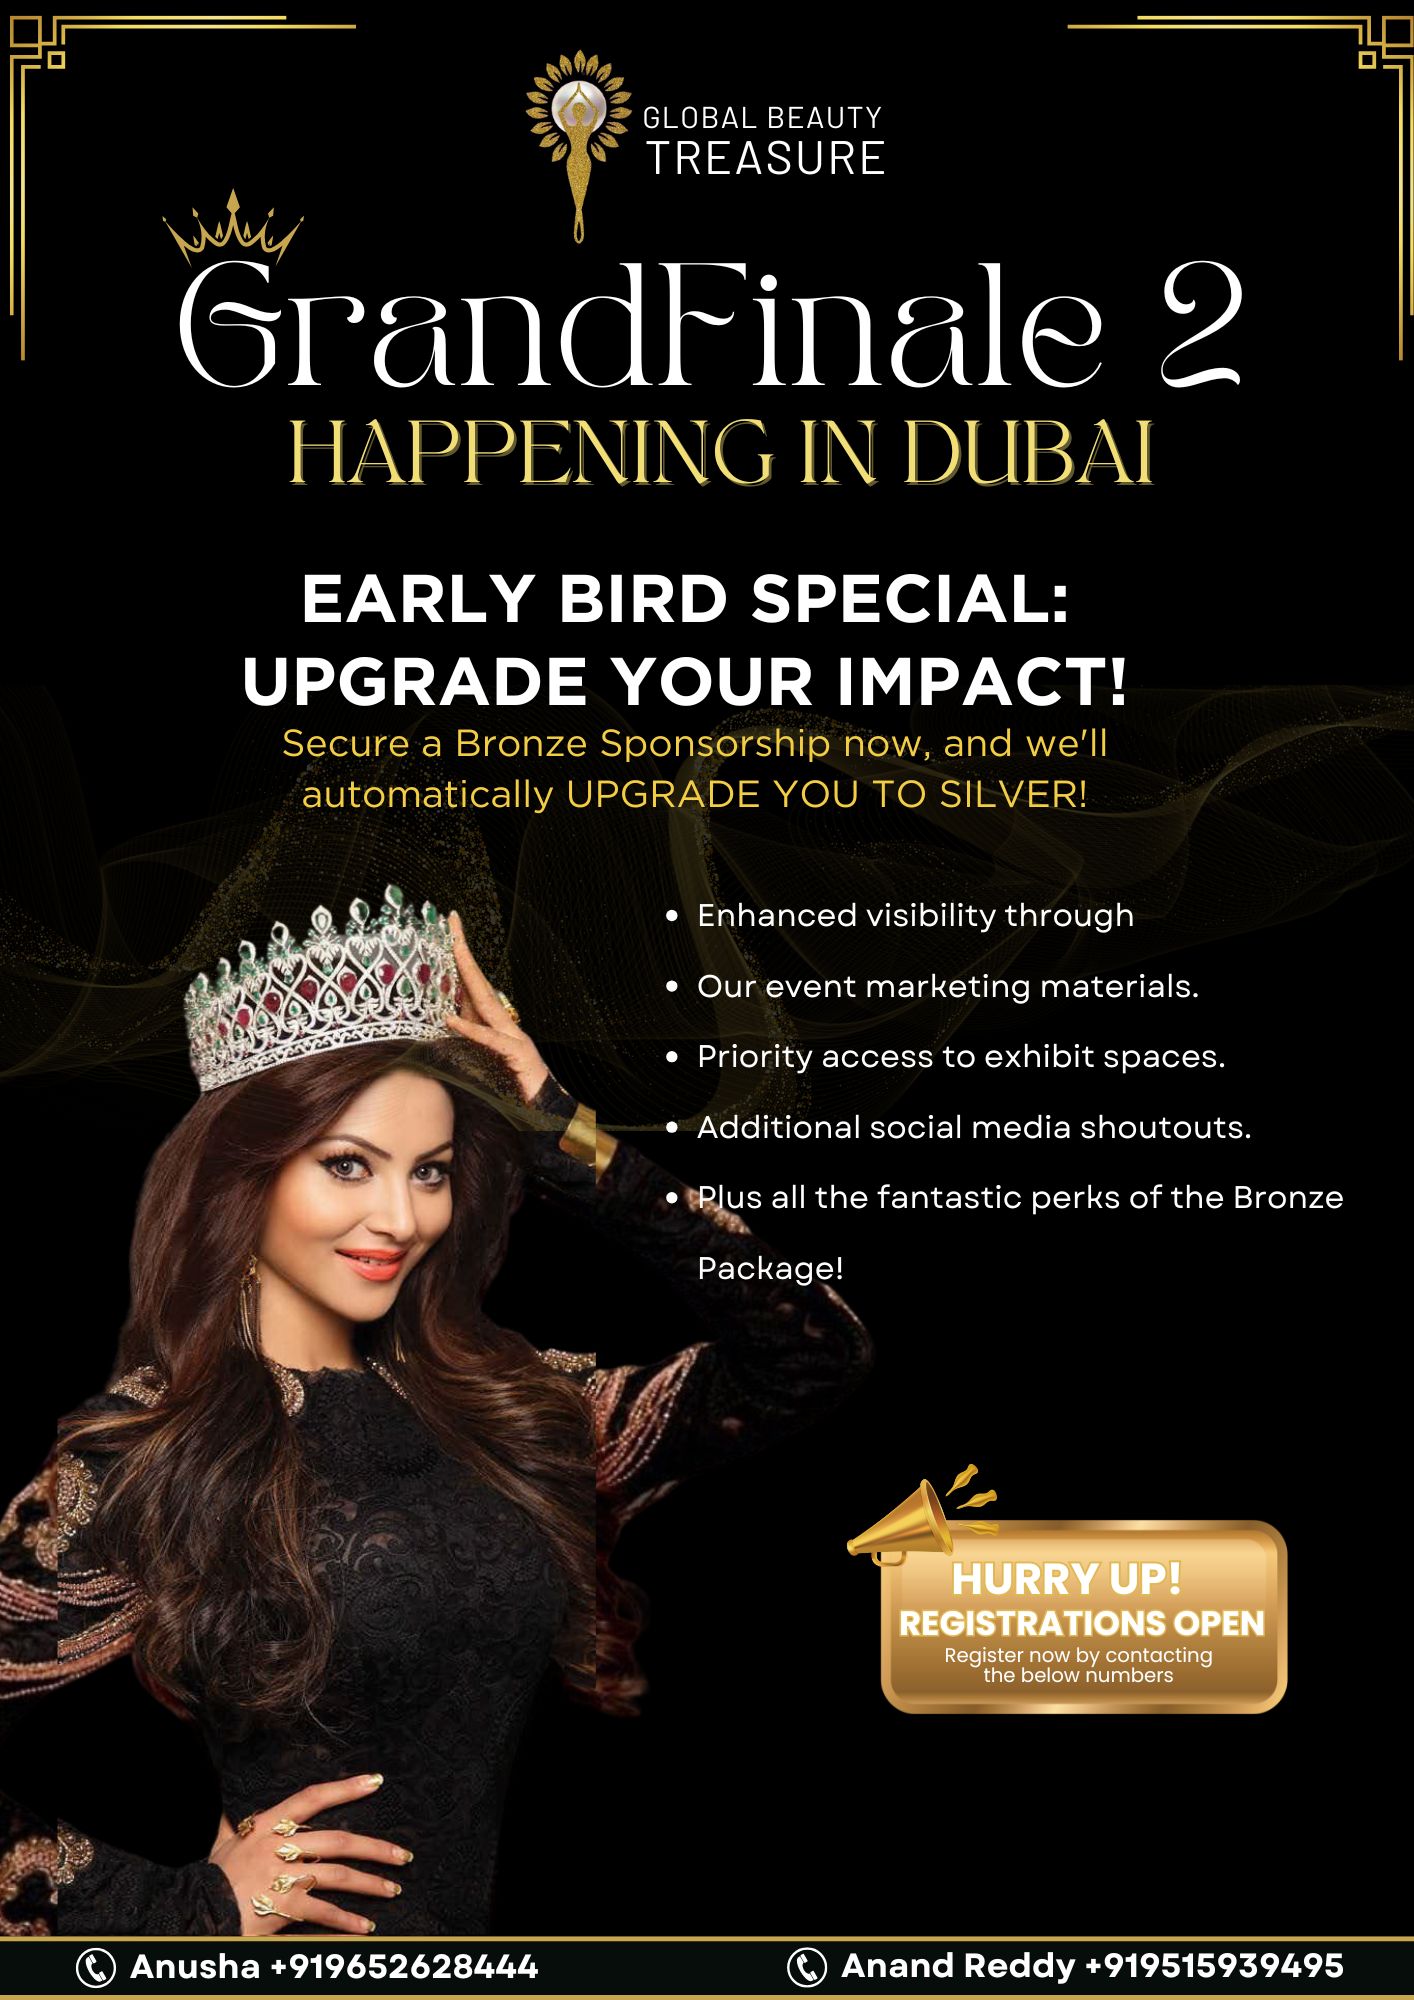 GLOBAL BEAUTY
TREASURE
GrandFinale 2
HAPPENING IN DUBAI
EARLY BIRD SPECIAL:
UPGRADE YOUR IMPACT!
Secure a Bronze Sponsorship now, and we'll
automatically UPGRADE YOU TO SILVER!
• Enhanced visibility through
• Our event marketing materials.
• Priority access to exhibit spaces.
• Additional social media shoutouts.
• Plus all the fantastic perks of the Bronze
Package!
HURRY UP!
REGISTRATIONS OPEN
Register now by contacting
the below numbers
Anusha +919652628444
Anand Reddy +919515939495